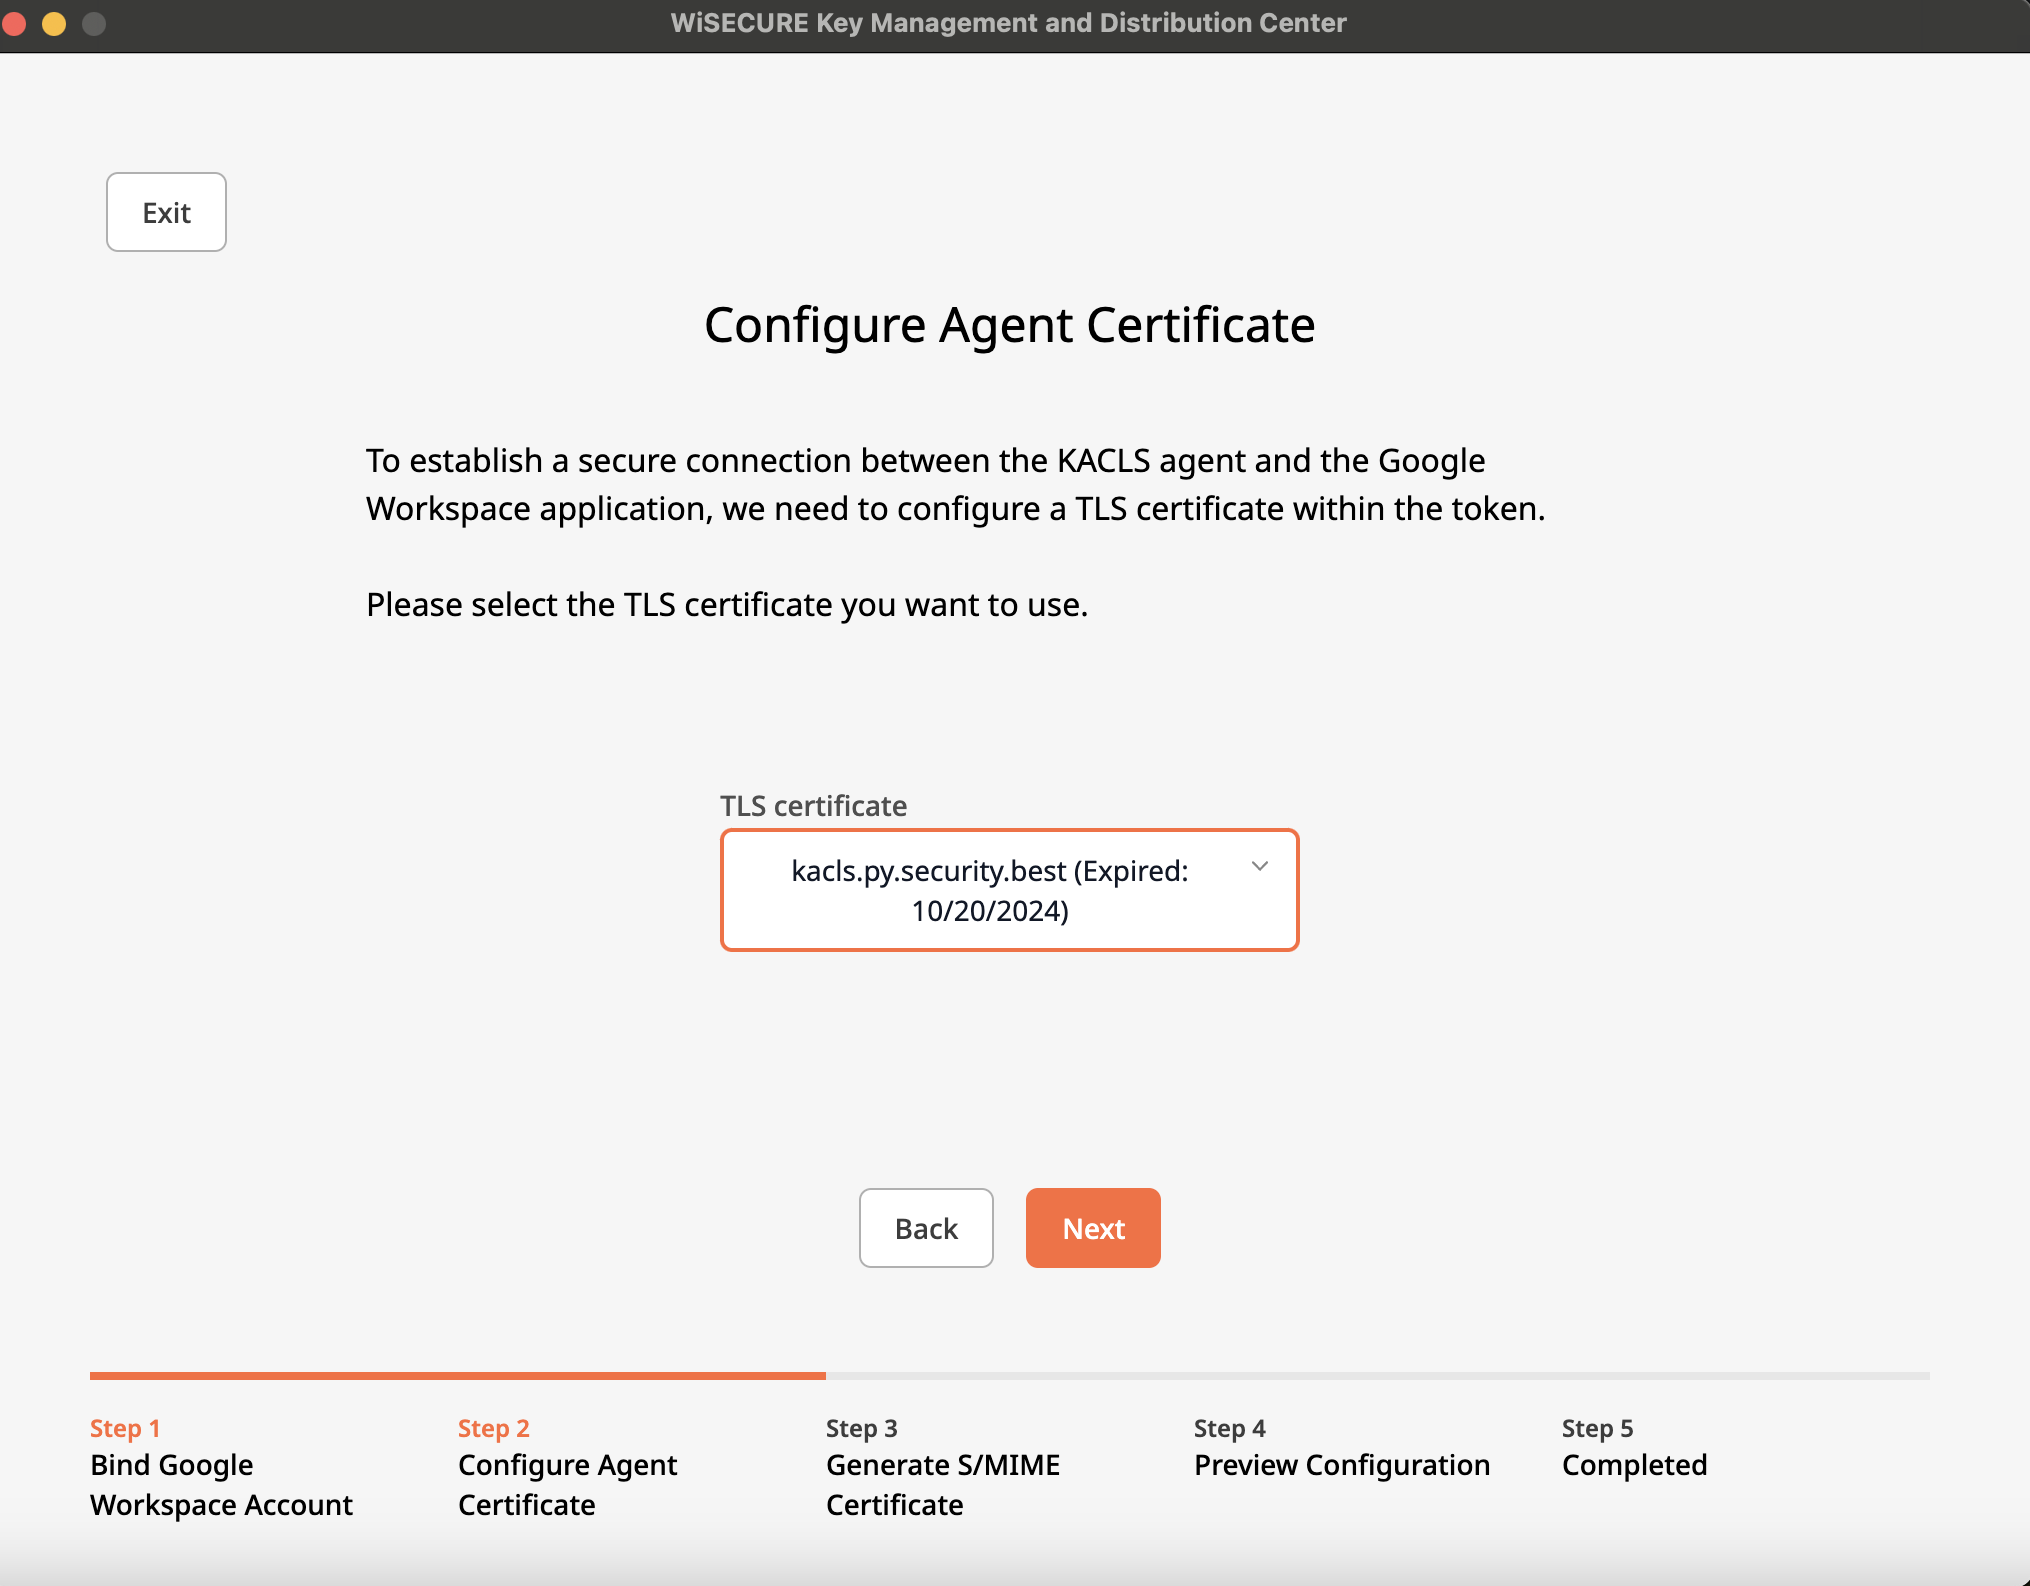 WiSECURE Key Management and Distribution Center
Exit
Configure Agent Certificate
To establish a secure connection between the KACLS agent and the Google
Workspace application, we need to configure a TLS certificate within the token.
Please select the TLS certificate you want to use.
TLS certificate
kacls.py.security.best (Expired:
10/20/2024)
Back
Next
Step 1
Bind Google
Workspace Account
Step 2
Configure Agent
Certificate
Step 3
Generate S/MIME
Certificate
Step 4
Preview Configuration
Step 5
Completed